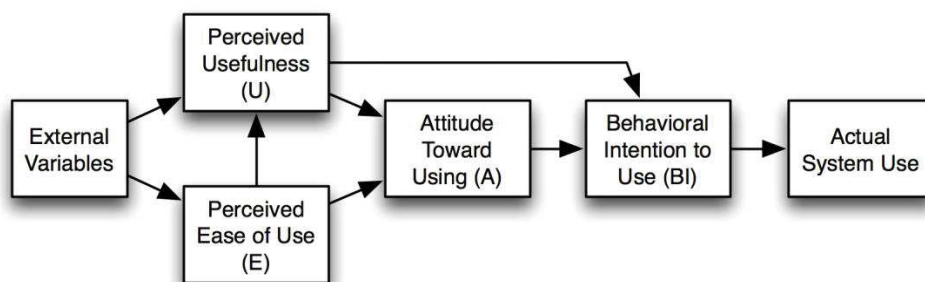 External
Variables
Perceived
Usefulness
(U)
Perceived
Ease of Use
(E)
Attitude
Toward
Using (A)
Behavioral
Intention to
Use (BI)
Actual
System Use